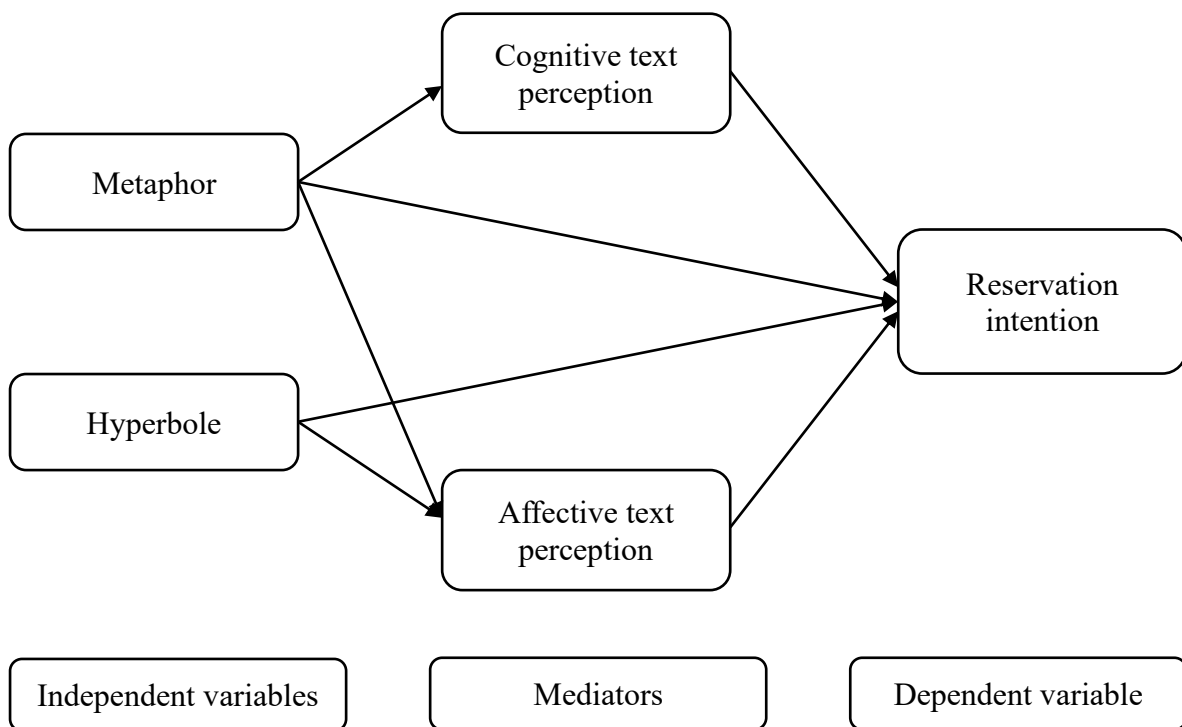 Cognitive text
perception
Metaphor
Reservation
intention
Hyperbole
Affective text
perception
Independent variables
Mediators
Dependent variable